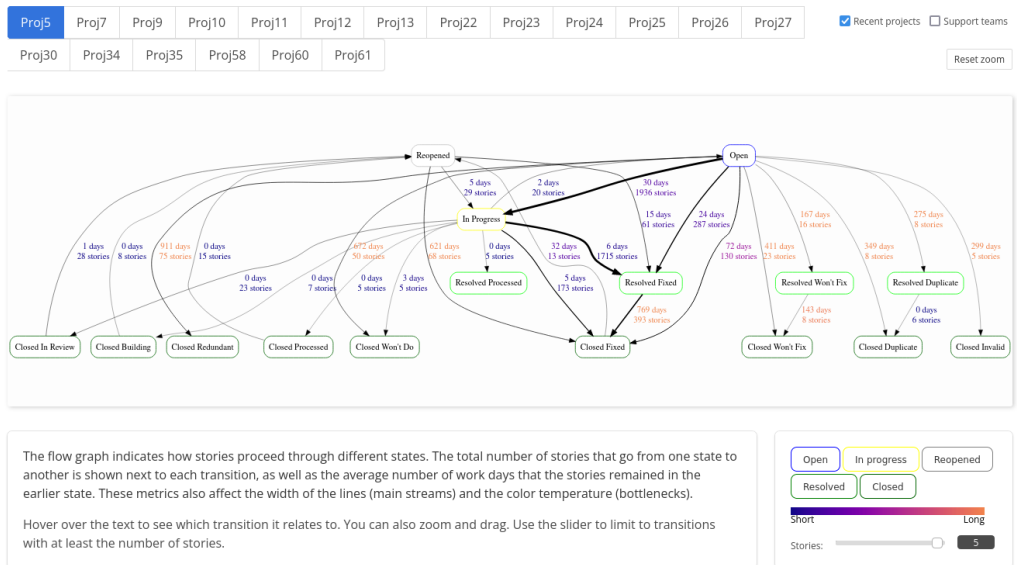 Proj5 Proj7 Proj9 Proj10 Proj11 Proj12 Proj13 Proj22 Proj23 Proj24 Proj25 Proj26 Proj27
Recent projects Support teams
Proj30 Proj34 Proj35 Proj58 Proj60 Proj61
Reset zoom
Reopened
Open
5 days
29 stories
2 days
20 stories
30 days
1936 stories
In Progress
15 days
61 stories
24 days
287 stories
167 days
16 stories
275 days
8 stories
1 days
28 stories
0 days
8 stories
911 days
75 stories
0 days
15 stories
672 days
50 stories
621 days
68 stories
0 days
5 stories
32 days
13 stories
6 days
1715 stories
72 days
130 stories
411 days
23 stories
349 days
8 stories
299 days
5 stories
0 days
23 stories
0 days
7 stories
0 days
5 stories
3 days
5 stories
Resolved Processed
5 days
173 stories
Resolved Fixed
Resolved Won't Fix
Resolved Duplicate
769 days
393 stories
143 days
8 stories
0 days
6 stories
Closed In Review
Closed Building
Closed Redundant
Closed Processed
Closed Won't Do
Closed Fixed
Closed Won't Fix
Closed Duplicate
Closed Invalid
The flow graph indicates how stories proceed through different states. The total number of stories that go from one state to
another is shown next to each transition, as well as the average number of work days that the stories remained in the
earlier state. These metrics also affect the width of the lines (main streams) and the color temperature (bottlenecks).
Hover over the text to see which transition it relates to. You can also zoom and drag. Use the slider to limit to transitions
with at least the number of stories.
Open In progress Reopened
Resolved Closed
Short Long
Stories: 5